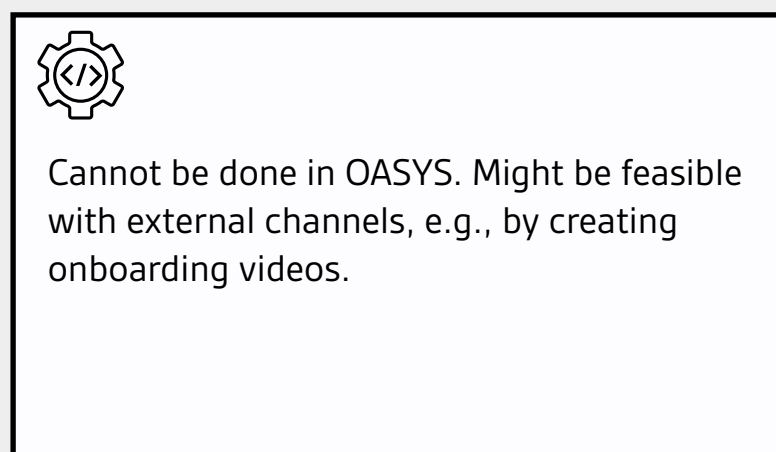 </>
Cannot be done in OASYS. Might be feasible
with external channels, e.g., by creating
onboarding videos.